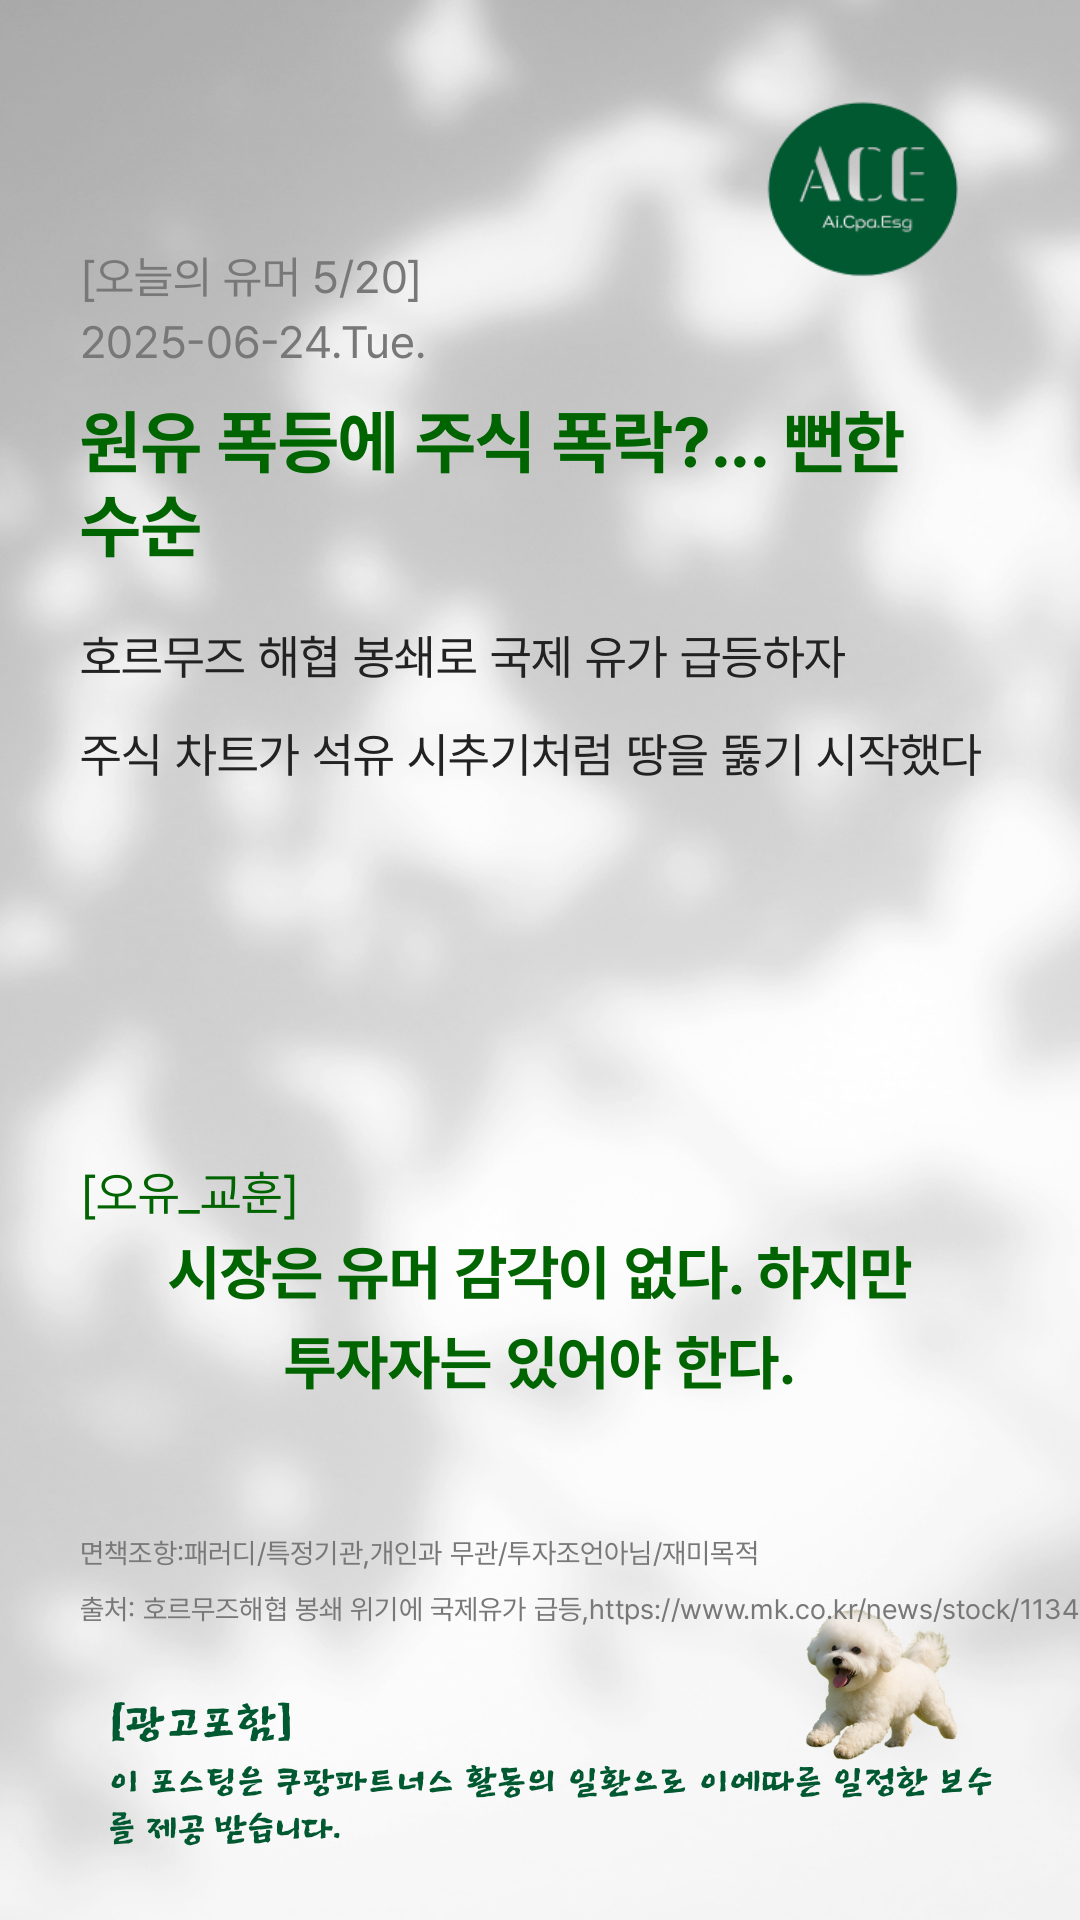 ACE
Ai.Cpa.Esg
[오늘의 유머 5/20]
2025-06-24.Tue.
원유 폭등에 주식 폭락?... 뻔한
수순
호르무즈 해협 봉쇄로 국제 유가 급등하자
주식 차트가 석유 시추기처럼 땅을 뚫기 시작했다
[오유_교훈]
시장은 유머 감각이 없다. 하지만
투자자는 있어야 한다.
면책조항:패러디/특정기관,개인과 무관/투자조언아님/재미목적
출처: 호르무즈해협 봉쇄 위기에 국제유가 급등,https://www.mk.co.kr/news/stock/1134
[광고포함]
이 포스팅은 쿠팡파트너스 활동의 일환으로 이에따른 일정한 보수
를 제공 받습니다.